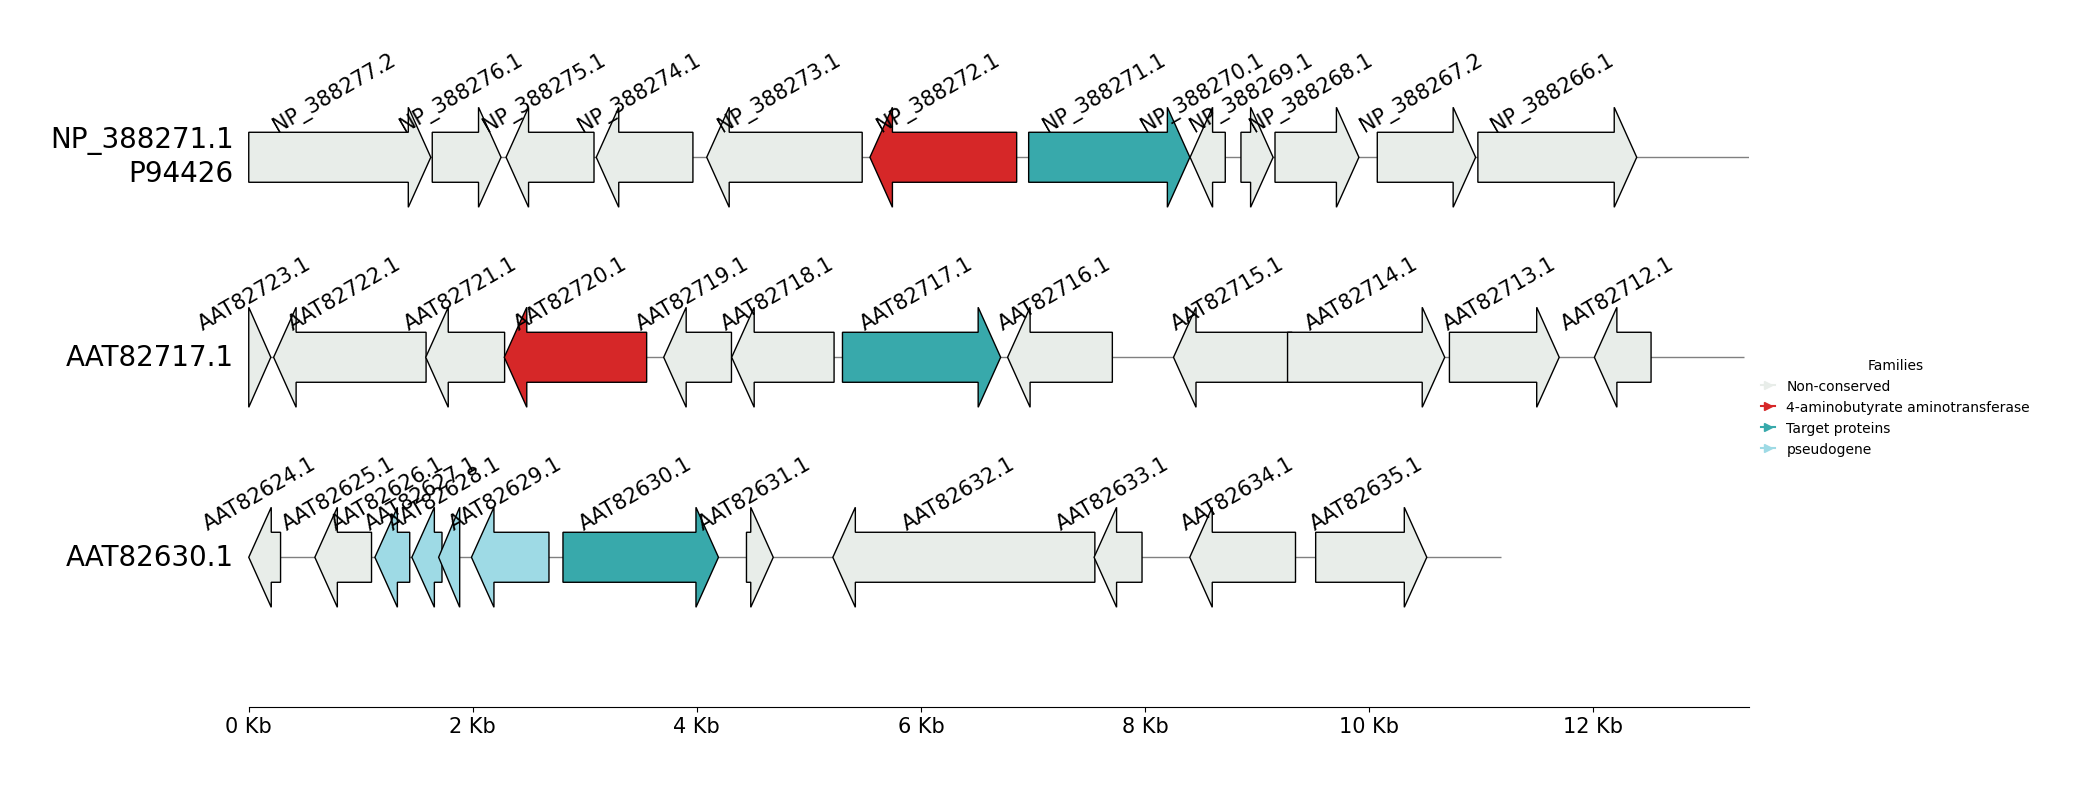 NP_388277.2 NP_388276.1 NP_388275.1 NP_388274.1 NP_388273.1 NP_388272.1 NP_388271.1 NP_388270.1 NP_388269.1 NP_388268.1 NP_388267.2 NP_388266.1
NP_388271.1
P94426
AAT82723.1 AAT82722.1 AAT82721.1 AAT82720.1 AAT82719.1 AAT82718.1 AAT82717.1 AAT82716.1 AAT82715.1 AAT82714.1 AAT82713.1 AAT82712.1
AAT82717.1
AAT82624.1 AAT82625.1 AAT82626.1 AAT82627.1 AAT82628.1 AAT82629.1 AAT82630.1 AAT82631.1 AAT82632.1 AAT82633.1 AAT82634.1 AAT82635.1
AAT82630.1
0 Kb 2 Kb 4 Kb 6 Kb 8 Kb 10 Kb 12 Kb
Families
Non-conserved
4-aminobutyrate aminotransferase
Target proteins
pseudogene